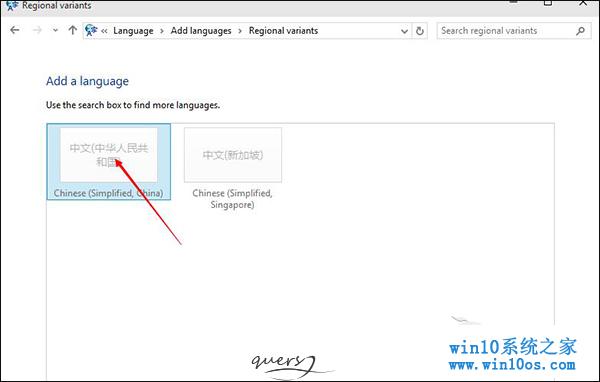 Regional variants
Language
Add languages
Regional variants
Search regional variants
Add a language
Use the search box to find more languages.
中文(中华人民共
和国)
Chinese (Simplified, China)
中文(新加坡)
Chinese (Simplified,
Singapore)
win10系统之家
www.win10os.com